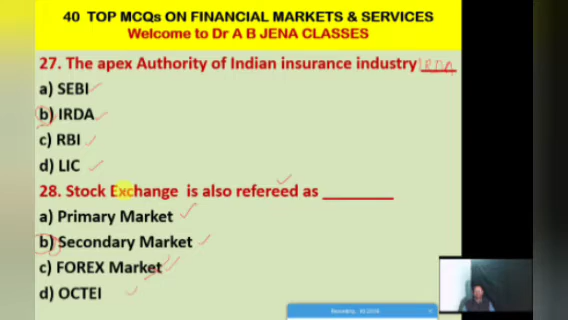 40 TOP MCQs ON FINANCIAL MARKETS & SERVICES
Welcome to Dr A B JENA CLASSES
27. The apex Authority of Indian insurance industry IRDA
a) SEBI
b) IRDA
c) RBI
d) LIC
28. Stock Exchange is also refereed as ________
a) Primary Market
b) Secondary Market
c) FOREX Market
d) OCTEI